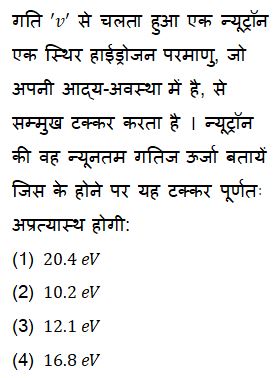 गति 'v' से चलता हुआ एक न्यूट्रॉन
एक स्थिर हाईड्रोजन परमाणु, जो
अपनी आद्य-अवस्था में है, से
सम्मुख टक्कर करता है । न्यूट्रॉन
की वह न्यूनतम गतिज ऊर्जा बतायें
जिस के होने पर यह टक्कर पूर्णतः
अप्रत्यास्थ होगी:
(1) 20.4 eV
(2) 10.2 eV
(3) 12.1 eV
(4) 16.8 eV